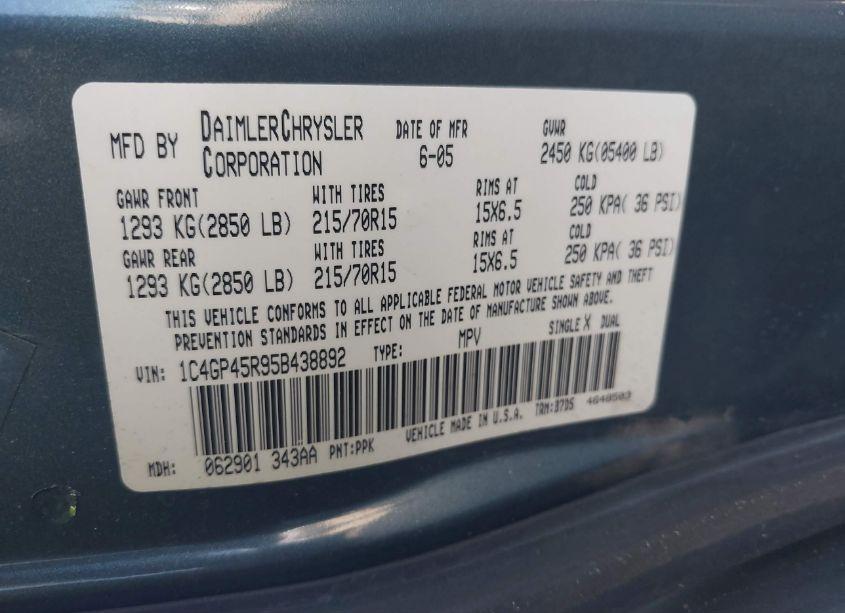 MFD BY DAIMLERCHRYSLER CORPORATION DATE OF MFR 6-05 GVWR 2450 KG(05400 LB)
GAWR FRONT WITH TIRES RIMS AT COLD
1293 KG(2850 LB) 215/70R15 15X6.5 250 KPA( 36 PSI)
GAWR REAR WITH TIRES RIMS AT COLD
1293 KG(2850 LB) 215/70R15 15X6.5 250 KPA( 36 PSI)
THIS VEHICLE CONFORMS TO ALL APPLICABLE FEDERAL MOTOR VEHICLE SAFETY AND THEFT
PREVENTION STANDARDS IN EFFECT ON THE DATE OF MANUFACTURE SHOWN ABOVE.
VIN: 1C4GP45R95B438892 TYPE: MPV SINGLE X DUAL
MDH: 062901 343AA PNT:PPK VEHICLE MADE IN U.S.A. TRM:B7D5 4648503